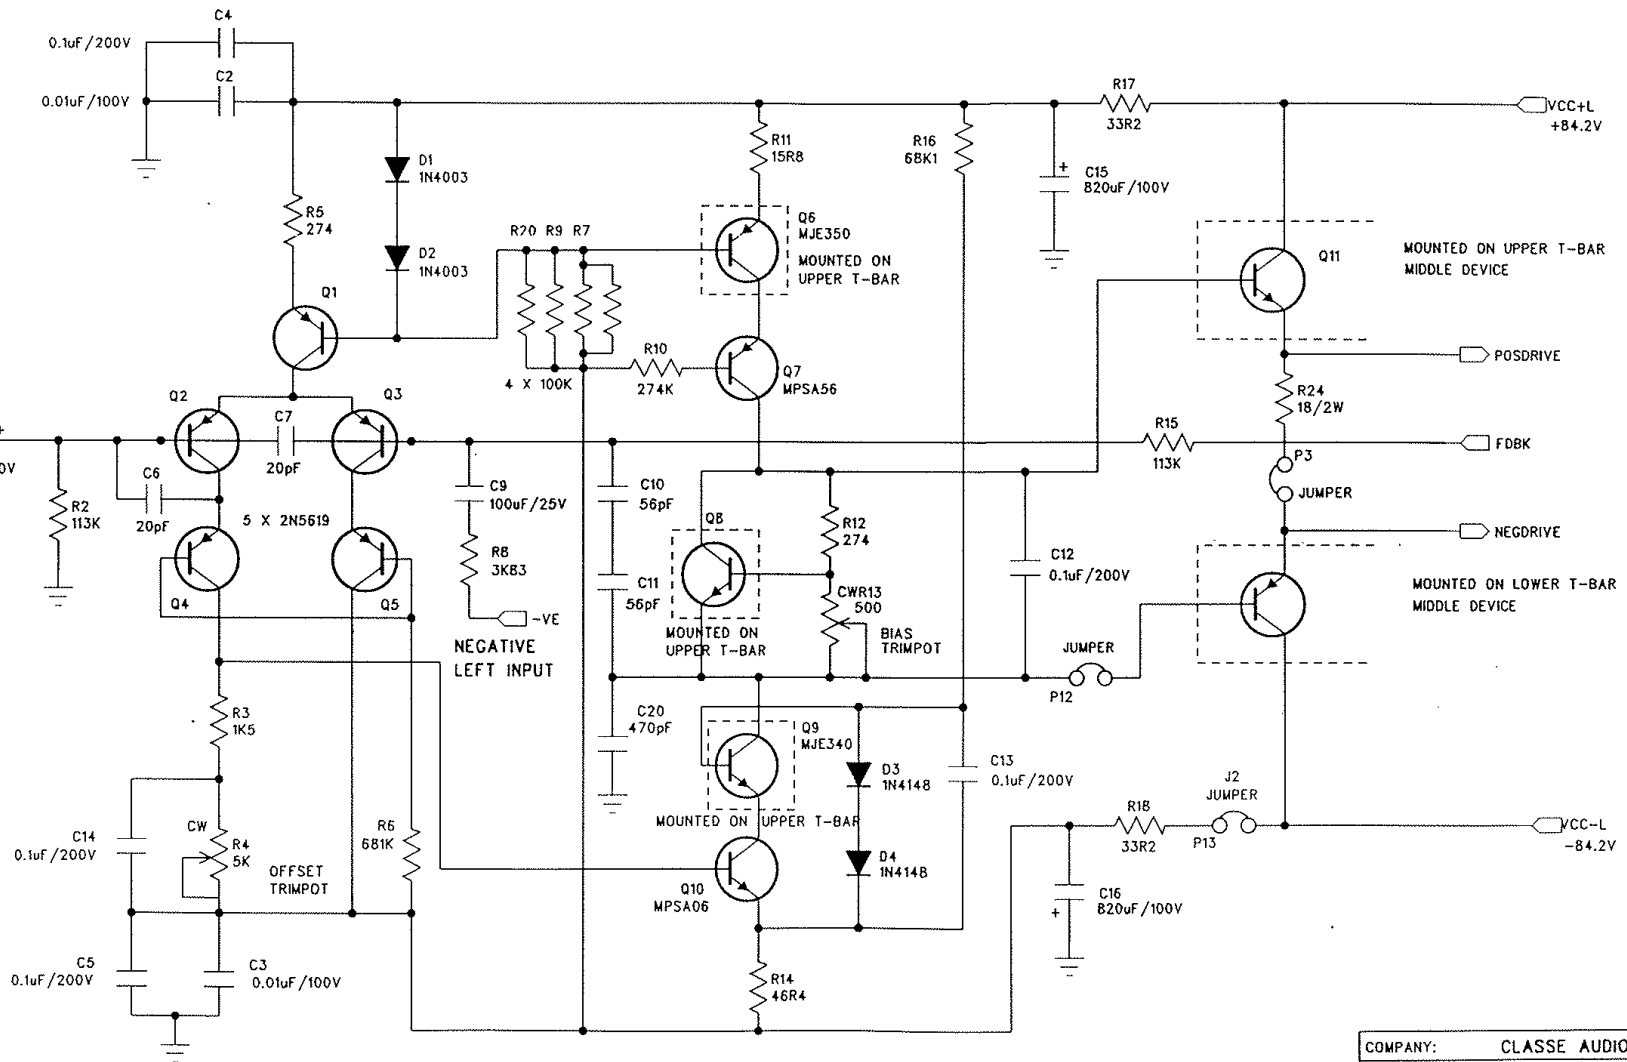 C4
0.1uF/200V
C2
0.01uF/100V
R17
33R2
VCC+L
+84.2V
R11
15R8
R16
68K1
D1
1N4003
C15
820uF/100V
+
R5
274
D2
1N4003
R20 R9 R7
Q6
MJE350
MOUNTED ON
UPPER T-BAR
Q11
MOUNTED ON UPPER T-BAR
MIDDLE DEVICE
Q1
R10
274K
4 X 100K
Q7
MPSA56
POSDRIVE
R24
18/2W
Q2
Q3
C7
20pF
R15
113K
FDBK
P3
JUMPER
C6
20pF
R2
113K
5 X 2N5619
C9
100uF/25V
C10
56pF
Q8
R12
274
C12
0.1uF/200V
NEGDRIVE
R8
3K83
C11
56pF
CWR13
500
MOUNTED ON LOWER T-BAR
MIDDLE DEVICE
Q4
Q5
-VE
NEGATIVE
LEFT INPUT
MOUNTED ON
UPPER T-BAR
BIAS
TRIMPOT
JUMPER
P12
R3
1K5
C20
470pF
Q9
MJE340
D3
1N4148
C13
0.1uF/200V
J2
JUMPER
MOUNTED ON UPPER T-BAR
R18
33R2
P13
VCC-L
-84.2V
C14
0.1uF/200V
CW
R4
5K
R6
681K
OFFSET
TRIMPOT
Q10
MPSA06
D4
1N4148
C16
820uF/100V
+
C5
0.1uF/200V
C3
0.01uF/100V
R14
46R4
COMPANY: CLASSE AUDIO